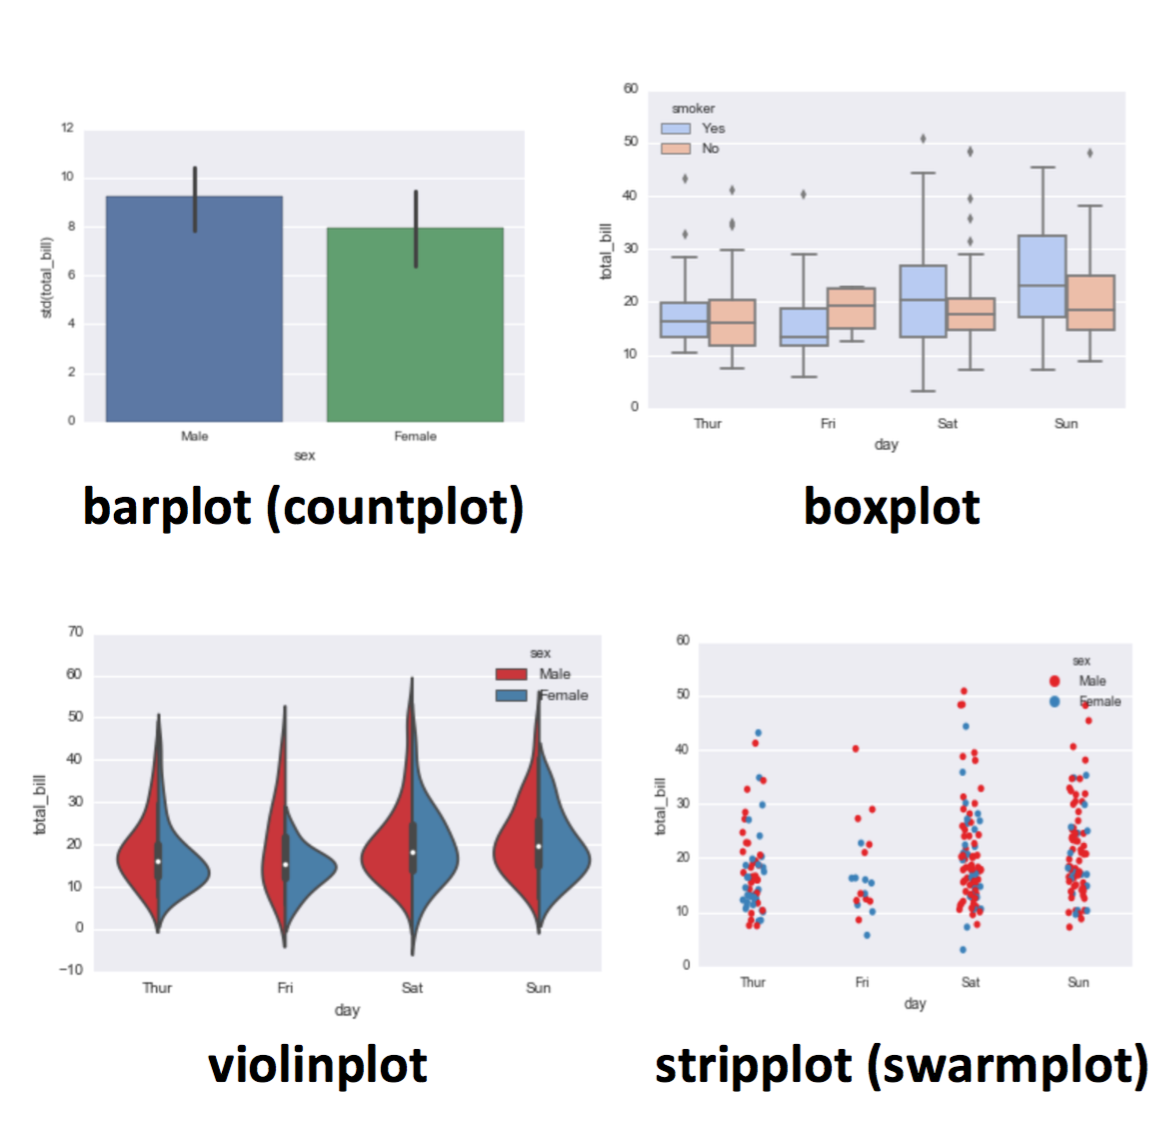 12
10
8
6
4
2
0
std(total_bill)
Male Female
sex
barplot (countplot)
60
50
40
30
20
10
0
total_bill
smoker
Yes
No
Thur Fri Sat Sun
day
boxplot
70
60
50
40
30
20
10
0
−10
total_bill
sex
Male
Female
Thur Fri Sat Sun
day
violinplot
60
50
40
30
20
10
0
total_bill
sex
Male
Female
Thur Fri Sat Sun
day
stripplot (swarmplot)